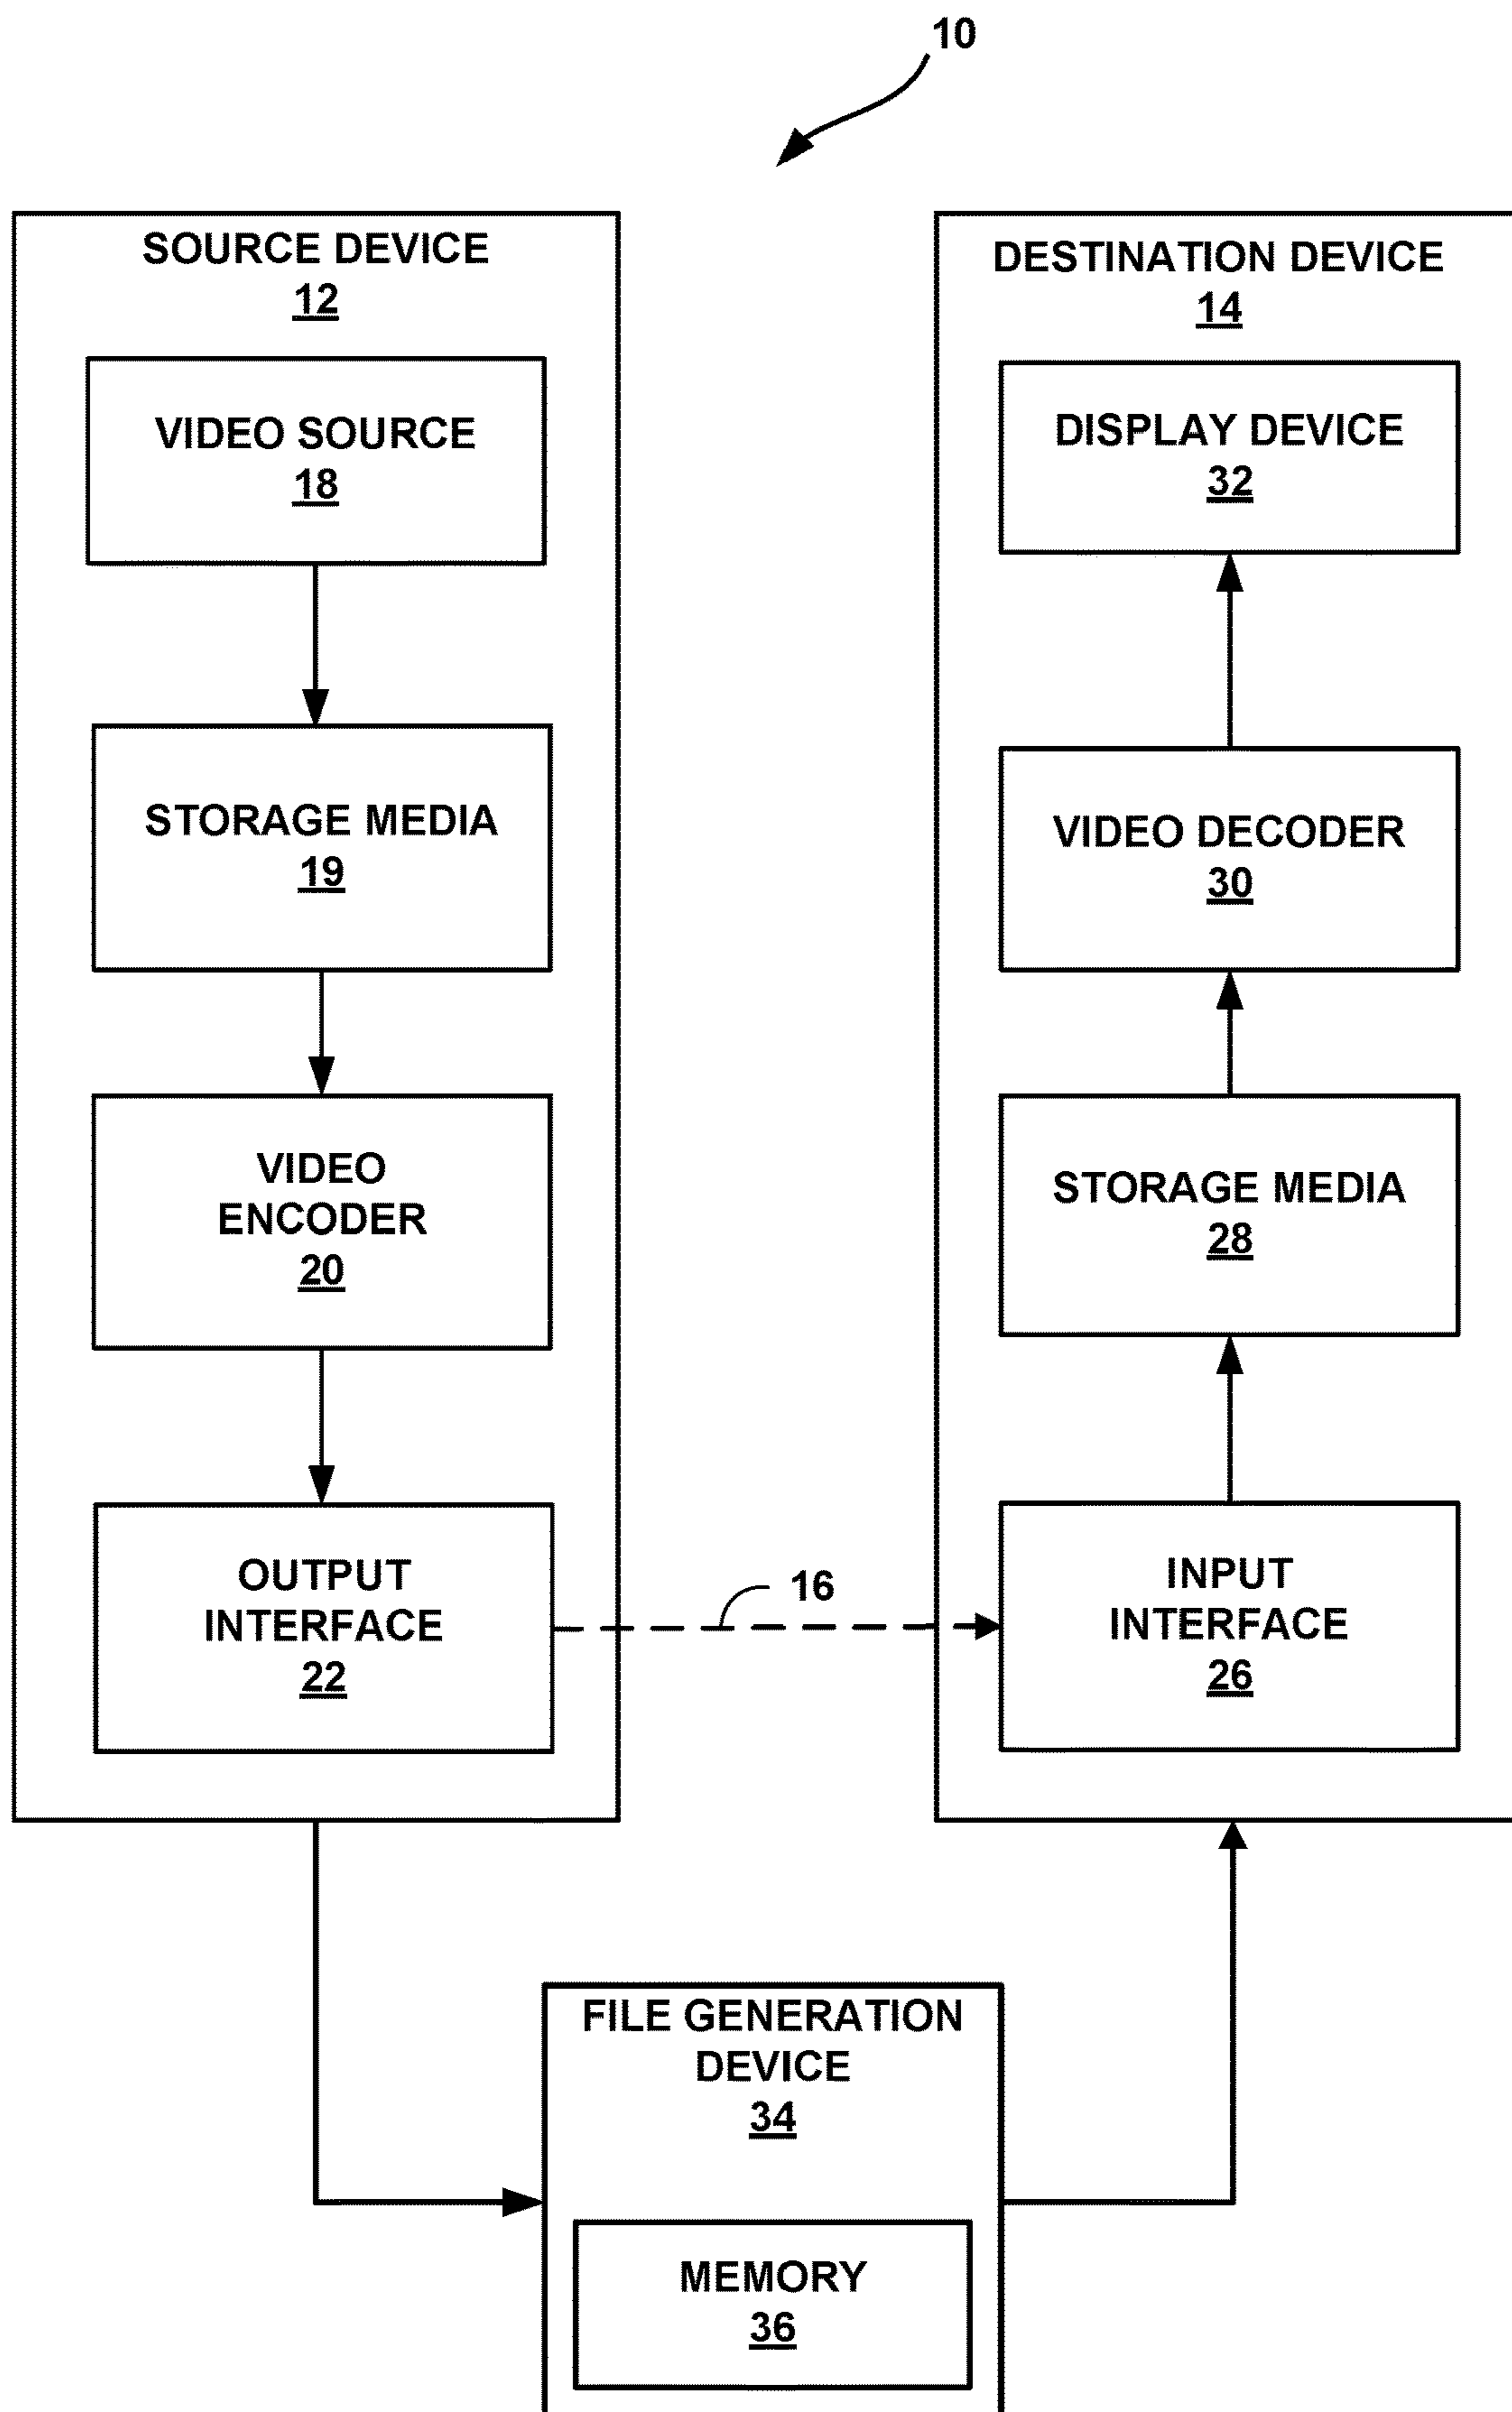 10
SOURCE DEVICE
12
VIDEO SOURCE
18
STORAGE MEDIA
19
VIDEO
ENCODER
20
OUTPUT
INTERFACE
22
16
DESTINATION DEVICE
14
DISPLAY DEVICE
32
VIDEO DECODER
30
STORAGE MEDIA
28
INPUT
INTERFACE
26
FILE GENERATION
DEVICE
34
MEMORY
36